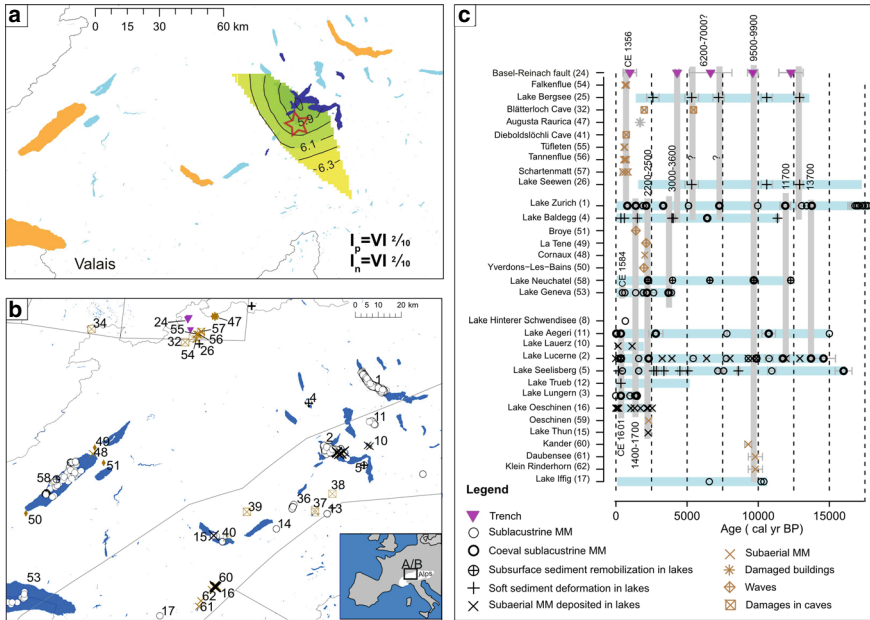 a
0 15 30 60 km
5.9
6.1
6.3
Valais
Ip=VI 2/10
In=VI 2/10
b
0 5 10 20 km
34
24
55
47
57
56
32
54
26
1
4
11
2
10
5
49
48
51
58
50
38
39
36
37
43
14
15
40
53
60
16
62
61
17
A/B
Alps
c
CE 1356
6200-7000?
9500-9900
Basel-Reinach fault (24)
Falkenflue (54)
Lake Bergsee (25)
Blätterloch Cave (32)
Augusta Raurica (47)
Dieboldslöchli Cave (41)
Tüfleten (55)
Tannenflue (56)
Schartenmatt (57)
Lake Seewen (26)
2200-2500
3000-3600
?
?
11700
13700
Lake Zurich (1)
Lake Baldegg (4)
Broye (51)
La Tene (49)
Cornaux (48)
Yverdons-Les-Bains (50)
Lake Neuchatel (58)
Lake Geneva (53)
CE 1584
Lake Hinterer Schwendisee (8)
Lake Aegeri (11)
Lake Lauerz (10)
Lake Lucerne (2)
Lake Seelisberg (5)
Lake Trueb (12)
Lake Lungern (3)
Lake Oeschinen (16)
Oeschinen (59)
Lake Thun (15)
Kander (60)
Daubensee (61)
Klein Rinderhorn (62)
Lake Iffig (17)
CE 1601
1400-1700
0 5000 10000 15000
Age ( cal yr BP)
Legend
Trench
Sublacustrine MM
Coeval sublacustrine MM
Subsurface sediment remobilization in lakes
Soft sediment deformation in lakes
Subaerial MM deposited in lakes
Subaerial MM
Damaged buildings
Waves
Damages in caves